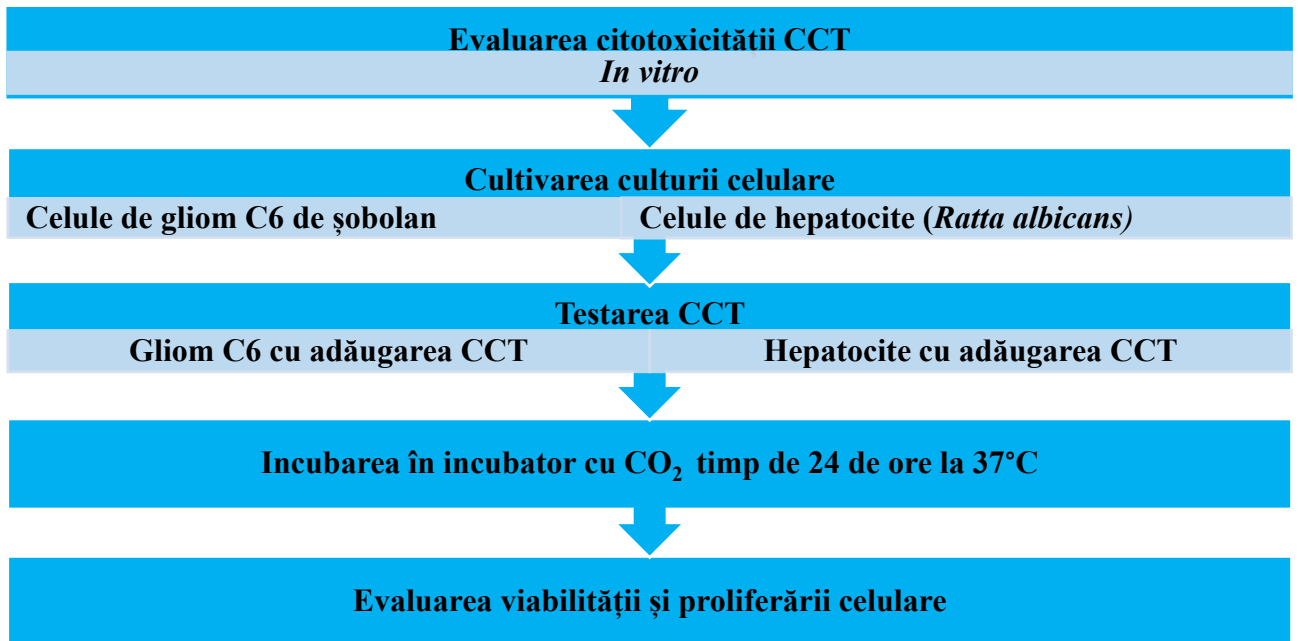 Evaluarea citotoxicitătii CCT
In vitro
Cultivarea culturii celulare
Celule de gliom C6 de șobolan
Celule de hepatocite (Ratta albicans)
Testarea CCT
Gliom C6 cu adăugarea CCT
Hepatocite cu adăugarea CCT
Incubarea în incubator cu CO₂ timp de 24 de ore la 37°C
Evaluarea viabilității și proliferării celulare